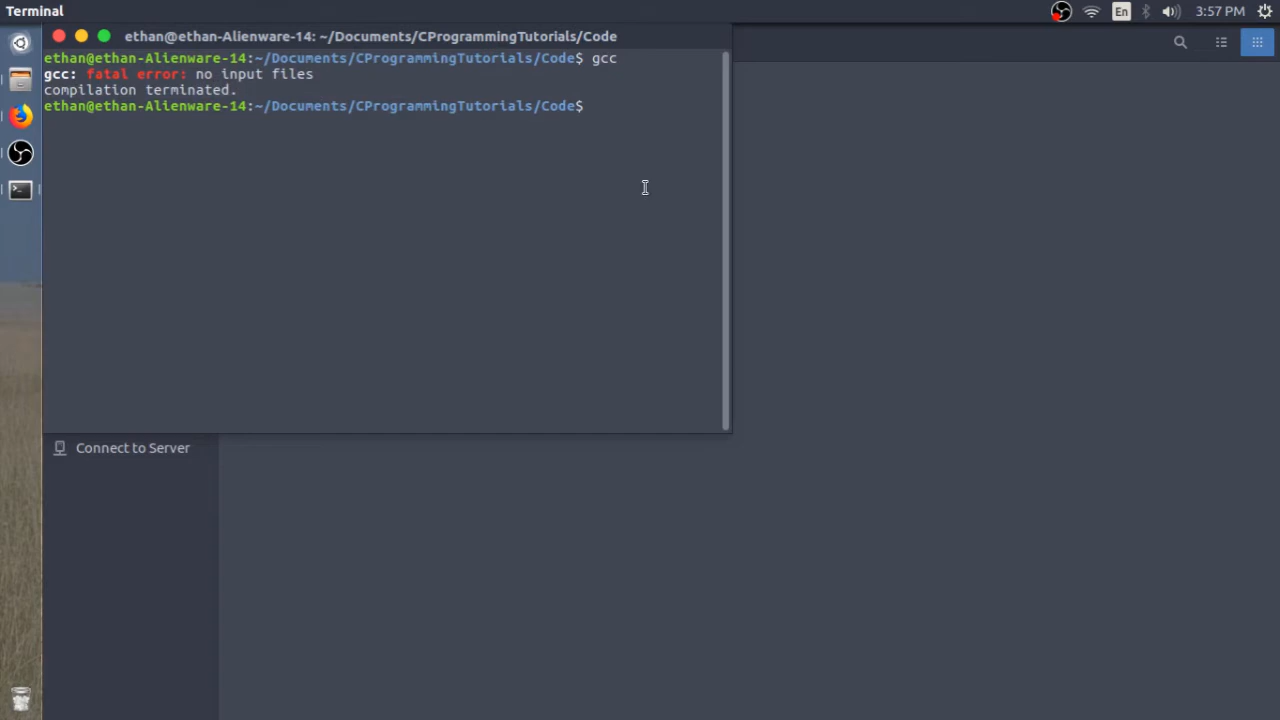 Terminal
En
3:57 PM
ethan@ethan-Alienware-14: ~/Documents/CProgrammingTutorials/Code
ethan@ethan-Alienware-14:~/Documents/CProgrammingTutorials/Code$ gcc
gcc: fatal error: no input files
compilation terminated.
ethan@ethan-Alienware-14:~/Documents/CProgrammingTutorials/Code$
Connect to Server